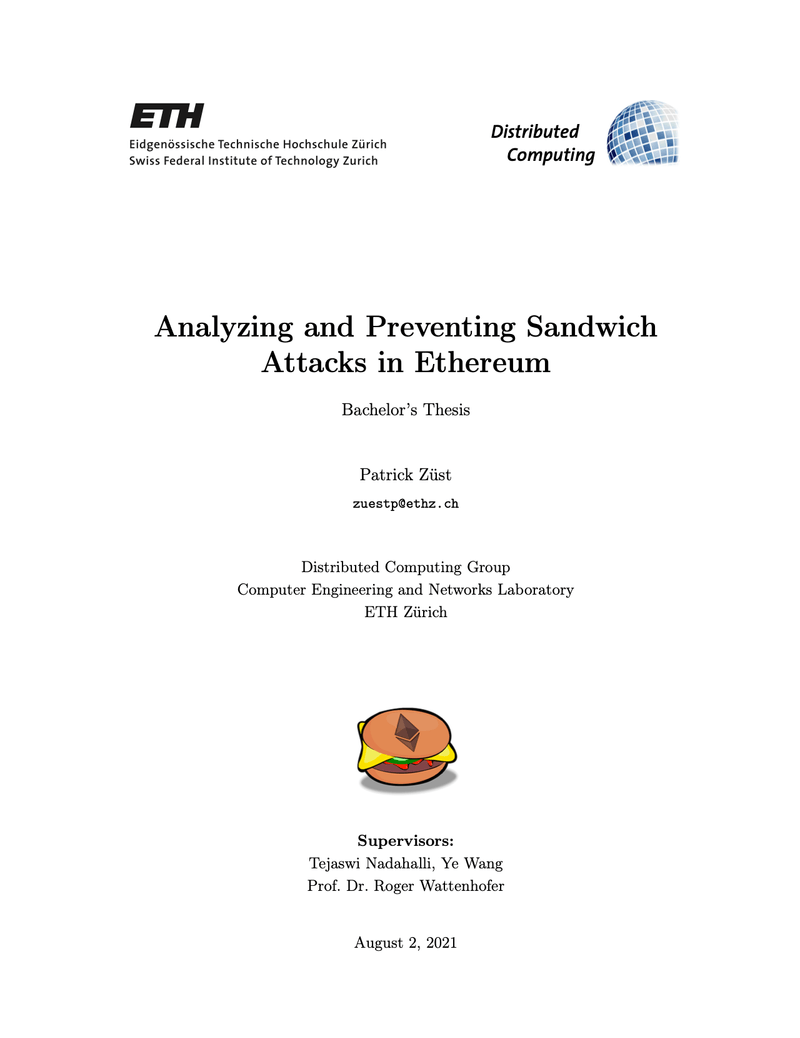 ETH
Eidgenössische Technische Hochschule Zürich
Swiss Federal Institute of Technology Zurich
Distributed
Computing
Analyzing and Preventing Sandwich
Attacks in Ethereum
Bachelor's Thesis
Patrick Züst
zuestp@ethz.ch
Distributed Computing Group
Computer Engineering and Networks Laboratory
ETH Zürich
Supervisors:
Tejaswi Nadahalli, Ye Wang
Prof. Dr. Roger Wattenhofer
August 2, 2021